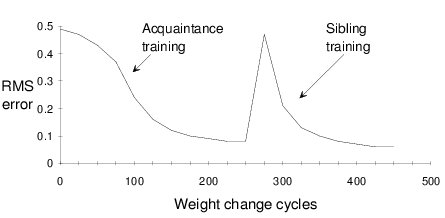 0.5
Acquaintance
training
Sibling
training
0.4
RMS
error
0.3
0.2
0.1
0
0 100 200 300 400 500
Weight change cycles